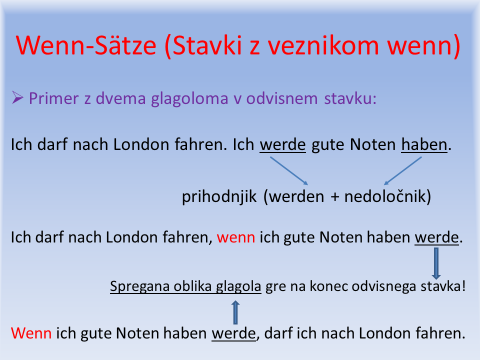 Wenn-Sätze (Stavki z veznikom wenn)
➢ Primer z dvema glagoloma v odvisnem stavku:
Ich darf nach London fahren. Ich werde gute Noten haben.
prihodnjik (werden + nedoločnik)
Ich darf nach London fahren, wenn ich gute Noten haben werde.
Spregana oblika glagola gre na konec odvisnega stavka!
Wenn ich gute Noten haben werde, darf ich nach London fahren.